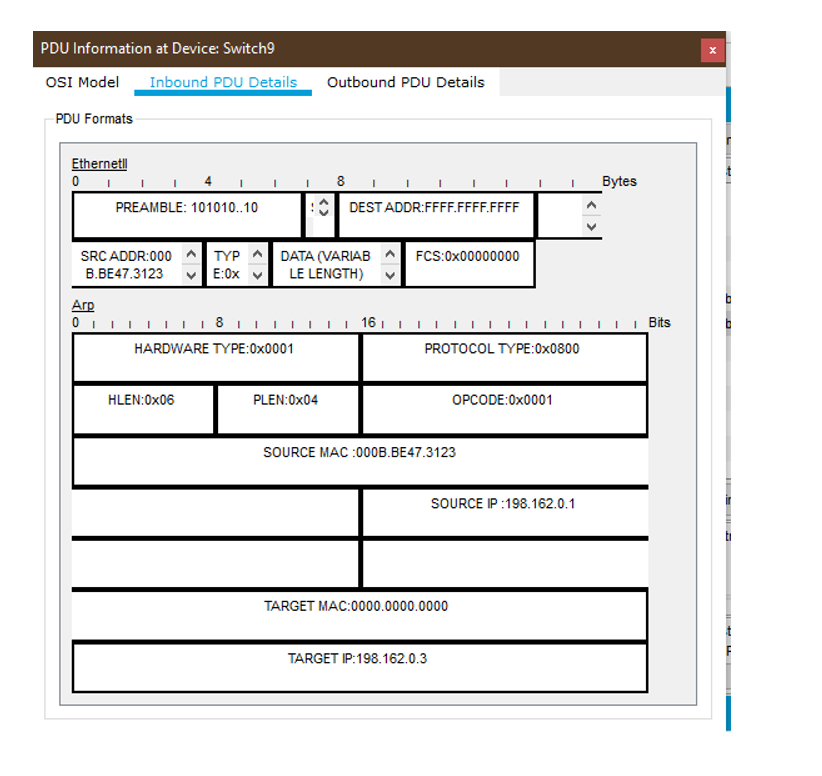 PDU Information at Device: Switch9
x
OSI Model Inbound PDU Details Outbound PDU Details
PDU Formats
EthernetII
0 4 8 Bytes
PREAMBLE: 101010..10
DEST ADDR:FFFF.FFFF.FFFF
SRC ADDR:000
B.BE47.3123
TYP
E:0x
DATA (VARIAB
LE LENGTH)
FCS:0x00000000
Arp
0 8 16 Bits
HARDWARE TYPE:0x0001 PROTOCOL TYPE:0x0800
HLEN:0x06 PLEN:0x04 OPCODE:0x0001
SOURCE MAC :000B.BE47.3123
SOURCE IP :198.162.0.1
TARGET MAC:0000.0000.0000
TARGET IP:198.162.0.3